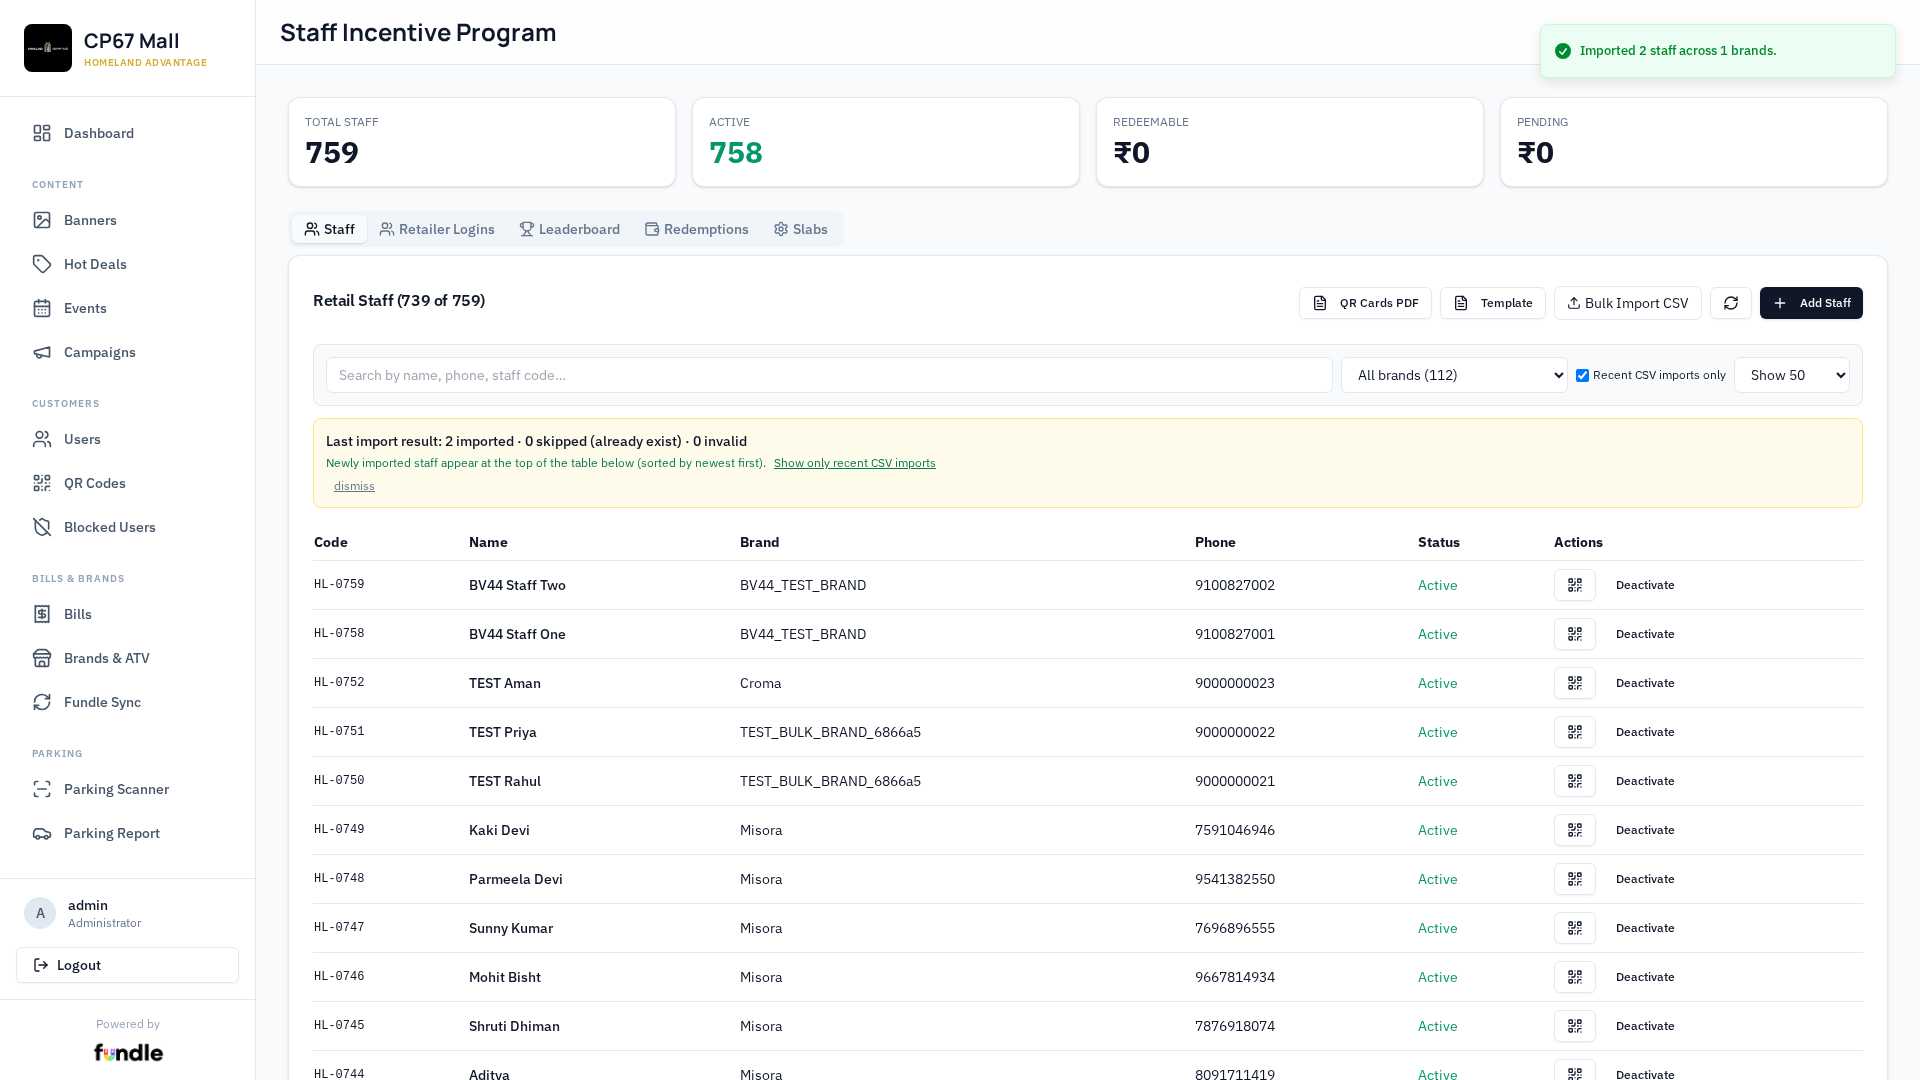 CP67 Mall
HOMELAND ADVANTAGE
Dashboard
CONTENT
Banners
Hot Deals
Events
Campaigns
CUSTOMERS
Users
QR Codes
Blocked Users
BILLS & BRANDS
Bills
Brands & ATV
Fundle Sync
PARKING
Parking Scanner
Parking Report
A
admin
Administrator
Logout
Powered by
fundle
Staff Incentive Program
Imported 2 staff across 1 brands.
TOTAL STAFF
759
ACTIVE
758
REDEEMABLE
₹0
PENDING
₹0
Staff Retailer Logins Leaderboard Redemptions Slabs
Retail Staff (739 of 759)
QR Cards PDF Template Bulk Import CSV Add Staff
Search by name, phone, staff code... All brands (112) Recent CSV imports only Show 50
Last import result: 2 imported · 0 skipped (already exist) · 0 invalid
Newly imported staff appear at the top of the table below (sorted by newest first). Show only recent CSV imports
dismiss
Code Name Brand Phone Status Actions
HL-0759 BV44 Staff Two BV44_TEST_BRAND 9100827002 Active Deactivate
HL-0758 BV44 Staff One BV44_TEST_BRAND 9100827001 Active Deactivate
HL-0752 TEST Aman Croma 9000000023 Active Deactivate
HL-0751 TEST Priya TEST_BULK_BRAND_6866a5 9000000022 Active Deactivate
HL-0750 TEST Rahul TEST_BULK_BRAND_6866a5 9000000021 Active Deactivate
HL-0749 Kaki Devi Misora 7591046946 Active Deactivate
HL-0748 Parmeela Devi Misora 9541382550 Active Deactivate
HL-0747 Sunny Kumar Misora 7696896555 Active Deactivate
HL-0746 Mohit Bisht Misora 9667814934 Active Deactivate
HL-0745 Shruti Dhiman Misora 7876918074 Active Deactivate
HL-0744 Aditya Misora 8091711419 Active Deactivate